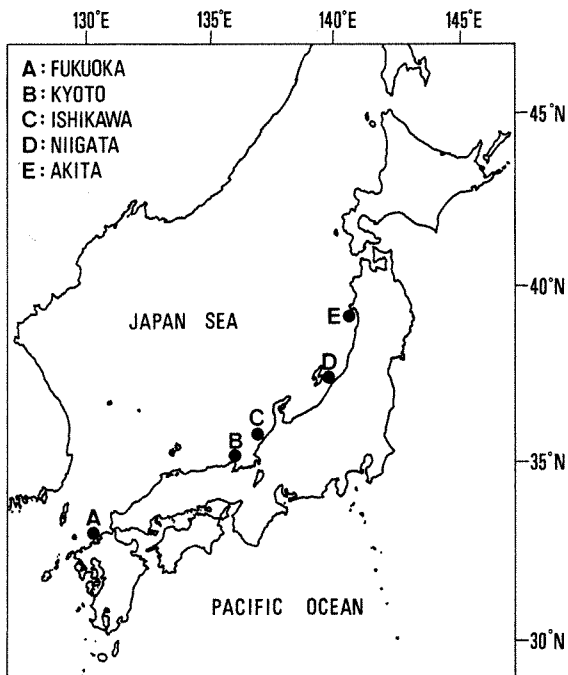 130°E 135°E 140°E 145°E
A: FUKUOKA
B: KYOTO
C: ISHIKAWA
D: NIIGATA
E: AKITA
45°N
40°N
E
JAPAN SEA
D
C
B
35°N
A
PACIFIC OCEAN
30°N